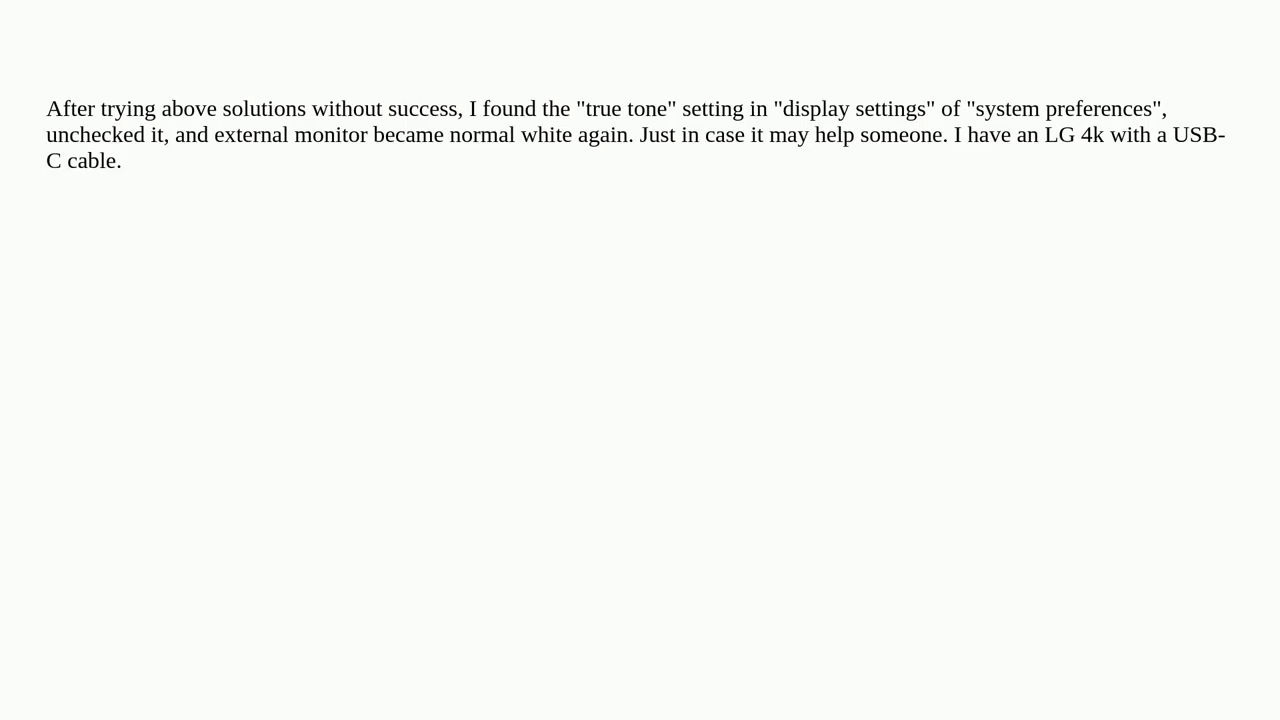 After trying above solutions without success, I found the "true tone" setting in "display settings" of "system preferences",
unchecked it, and external monitor became normal white again. Just in case it may help someone. I have an LG 4k with a USB-
C cable.